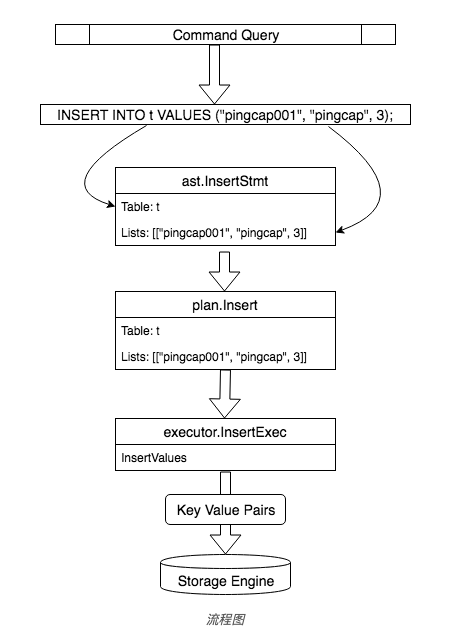 Command Query
INSERT INTO t VALUES ("pingcap001", "pingcap", 3);
ast.InsertStmt
Table: t
Lists: [["pingcap001", "pingcap", 3]]
plan.Insert
Table: t
Lists: [["pingcap001", "pingcap", 3]]
executor.InsertExec
InsertValues
Key Value Pairs
Storage Engine
流程图